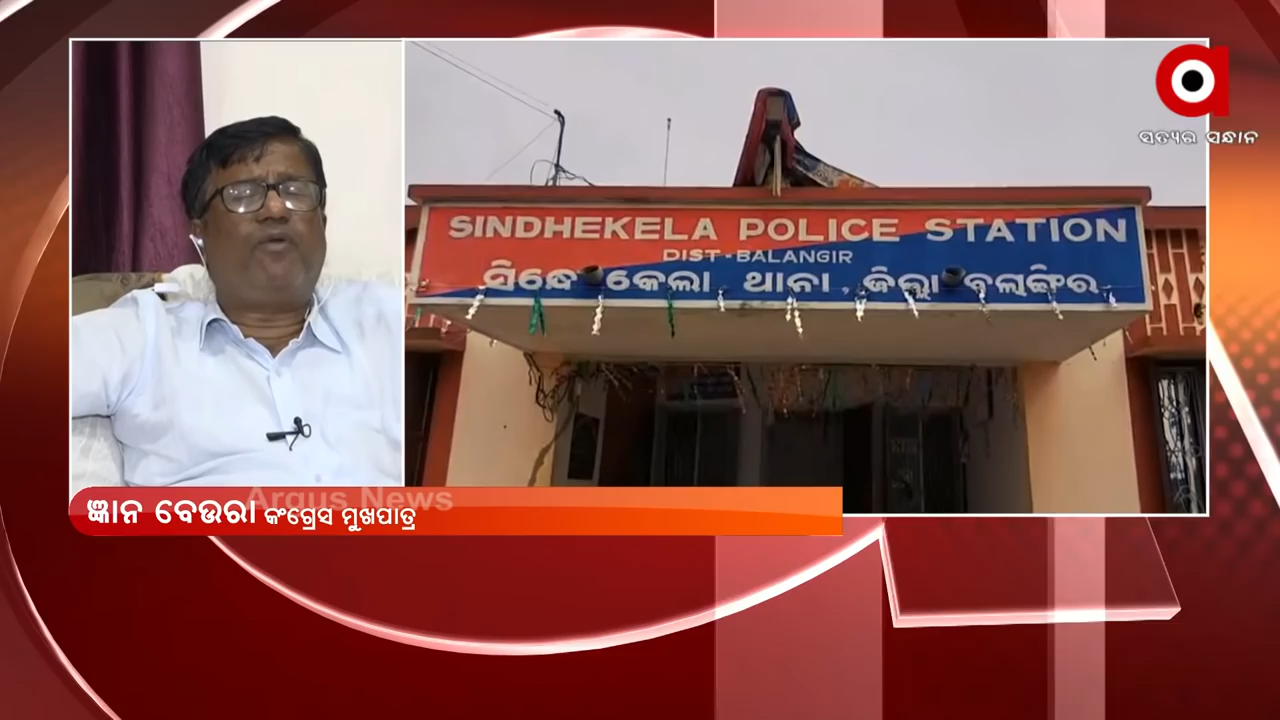 ସତ୍ୟର ସନ୍ଧାନ
SINDHEKELA POLICE STATION
DIST-BALANGIR
ସିନ୍ଧେକେଲା ଥାନା, ଜିଲ୍ଲା ବଲାଙ୍ଗିର
Argus News
ଜ୍ଞାନ ବେଉରା କଂଗ୍ରେସ ମୁଖପାତ୍ର